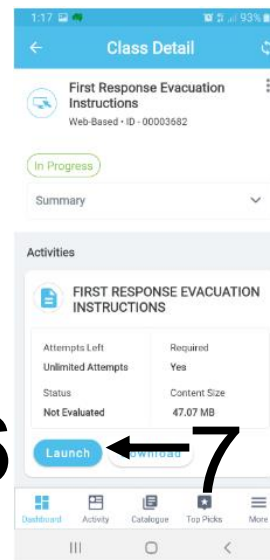 1:17 93%
Class Detail
First Response Evacuation
Instructions
Web-Based • ID - 00003682
In Progress
Summary
Activities
FIRST RESPONSE EVACUATION
INSTRUCTIONS
Attempts Left Required
Unlimited Attempts Yes
Status Content Size
Not Evaluated 47.07 MB
6 Launch Download 7
Dashboard Activity Catalogue Top Picks More